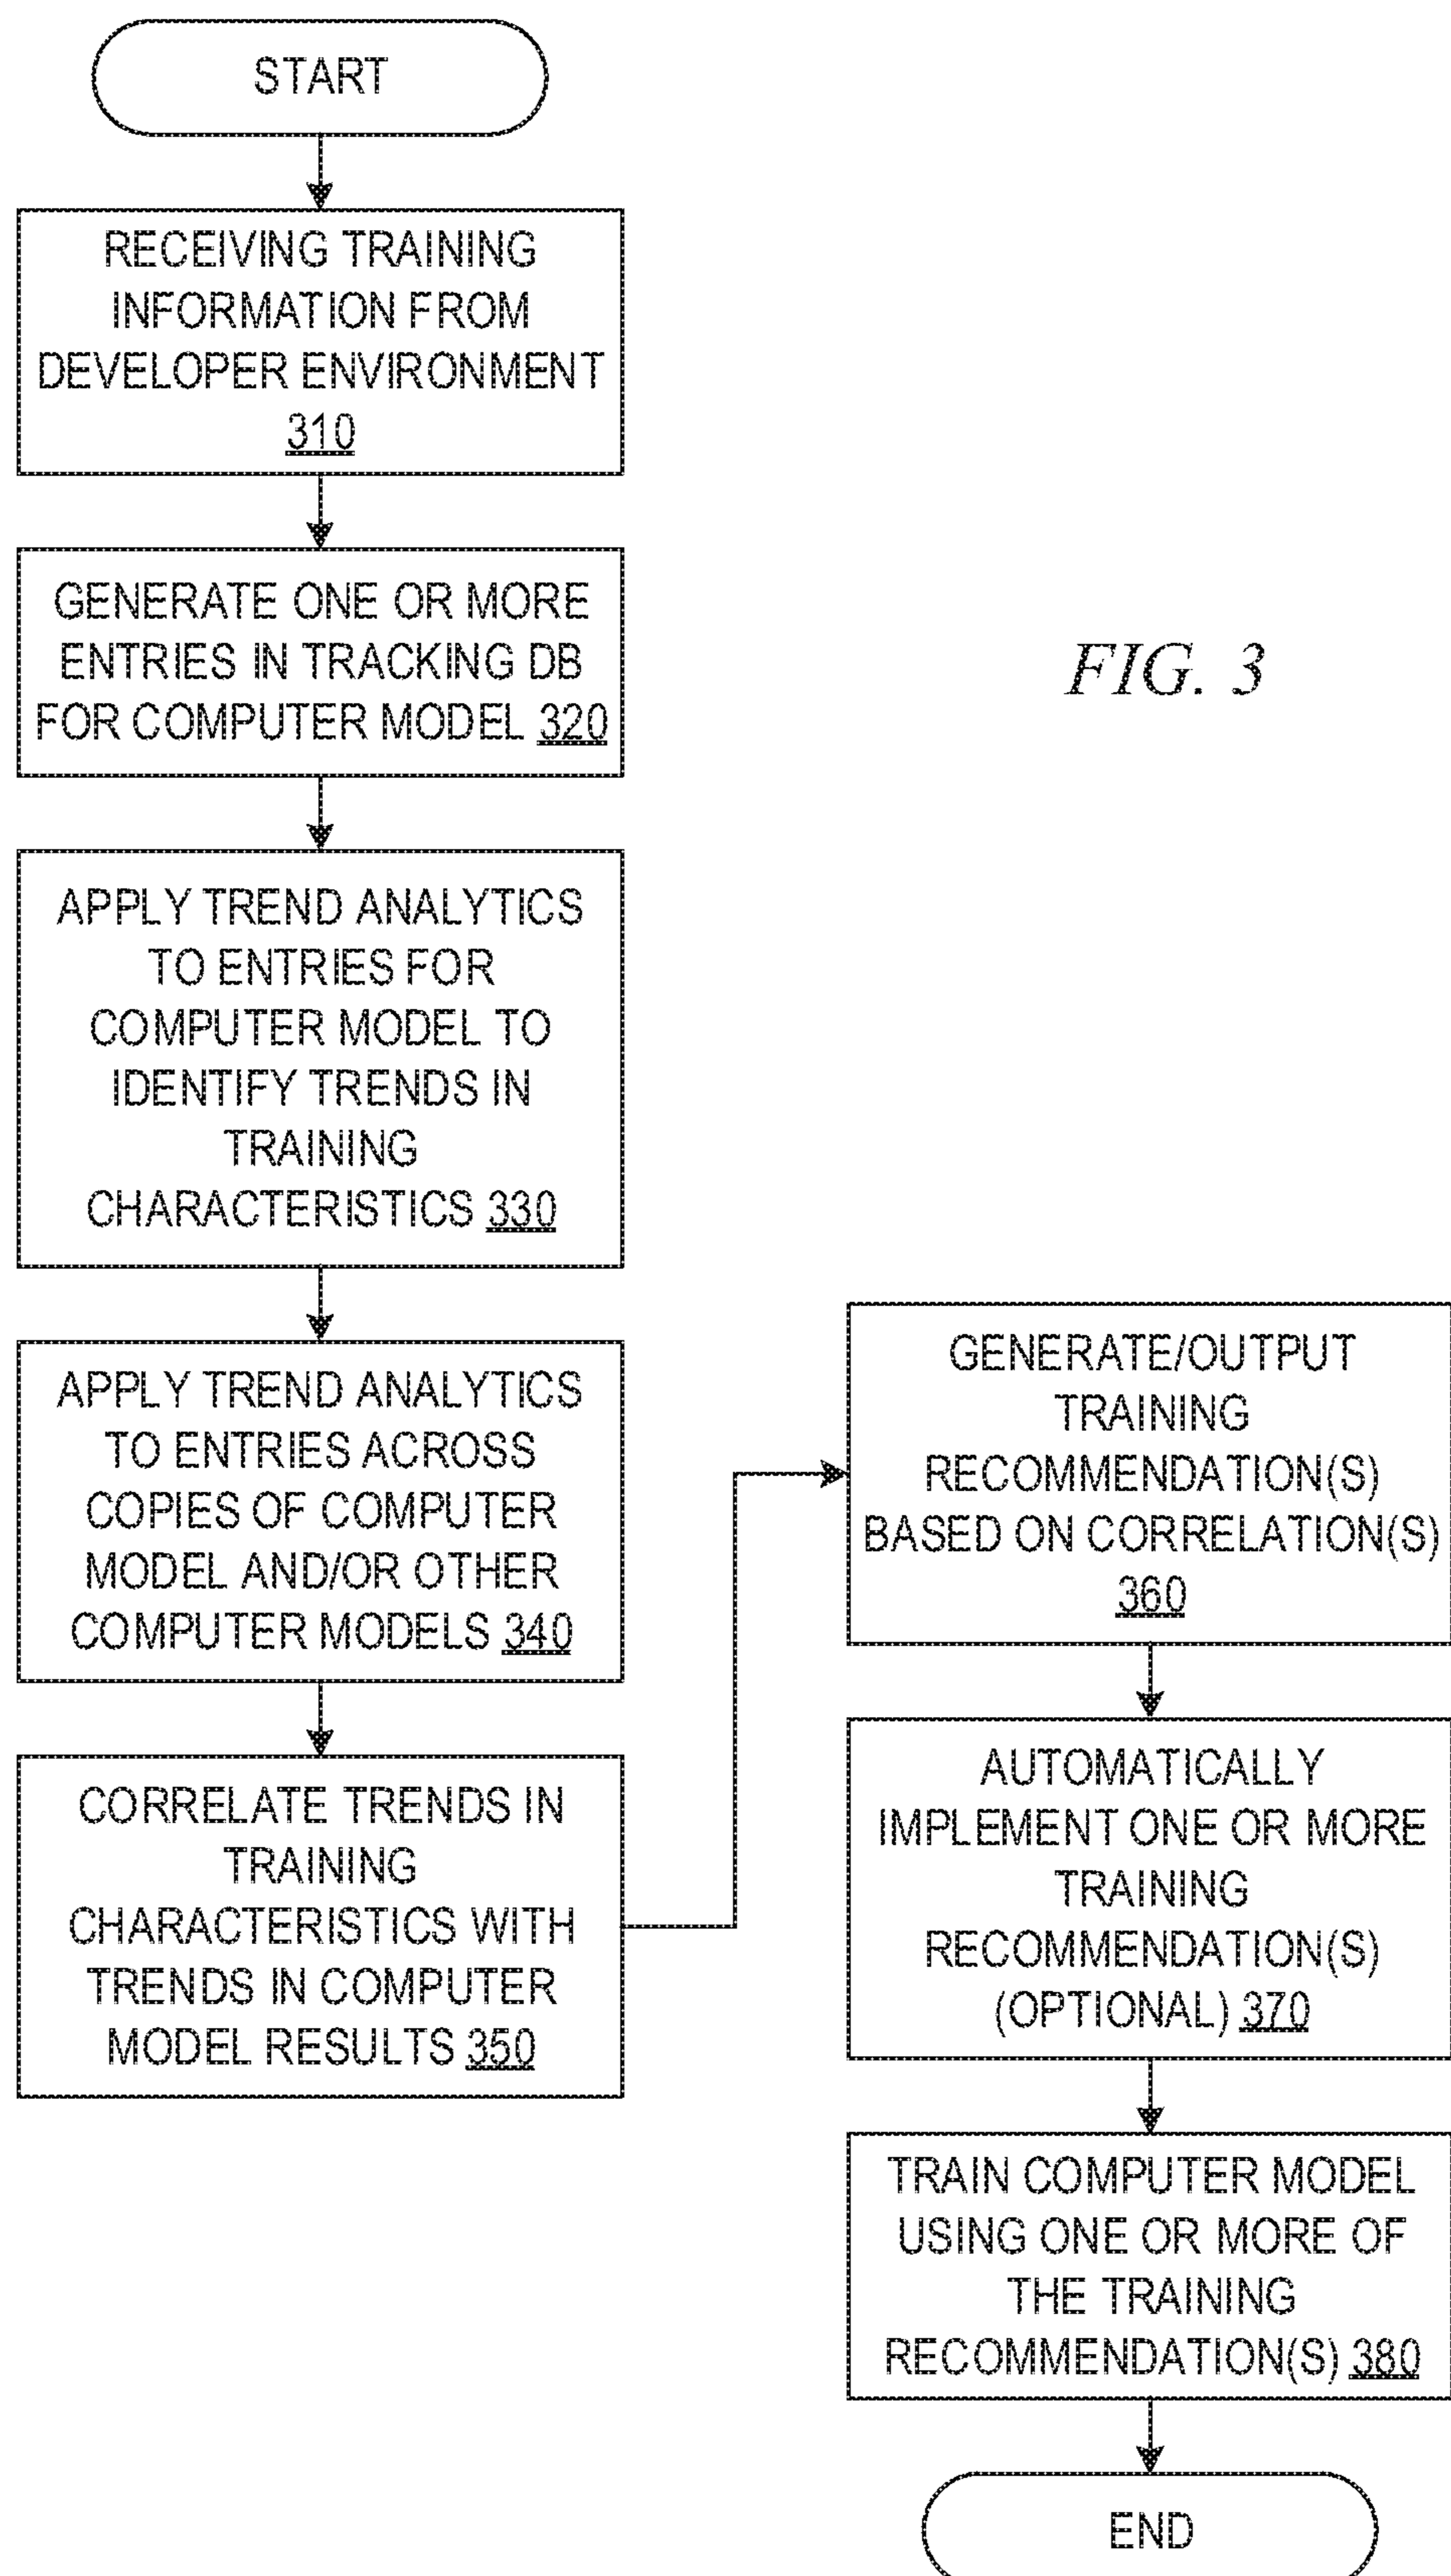 START
RECEIVING TRAINING
INFORMATION FROM
DEVELOPER ENVIRONMENT
310
GENERATE ONE OR MORE
ENTRIES IN TRACKING DB
FOR COMPUTER MODEL 320
APPLY TREND ANALYTICS
TO ENTRIES FOR
COMPUTER MODEL TO
IDENTIFY TRENDS IN
TRAINING
CHARACTERISTICS 330
APPLY TREND ANALYTICS
TO ENTRIES ACROSS
COPIES OF COMPUTER
MODEL AND/OR OTHER
COMPUTER MODELS 340
CORRELATE TRENDS IN
TRAINING
CHARACTERISTICS WITH
TRENDS IN COMPUTER
MODEL RESULTS 350
GENERATE/OUTPUT
TRAINING
RECOMMENDATION(S)
BASED ON CORRELATION(S)
360
AUTOMATICALLY
IMPLEMENT ONE OR MORE
TRAINING
RECOMMENDATION(S)
(OPTIONAL) 370
TRAIN COMPUTER MODEL
USING ONE OR MORE OF
THE TRAINING
RECOMMENDATION(S) 380
END
FIG. 3